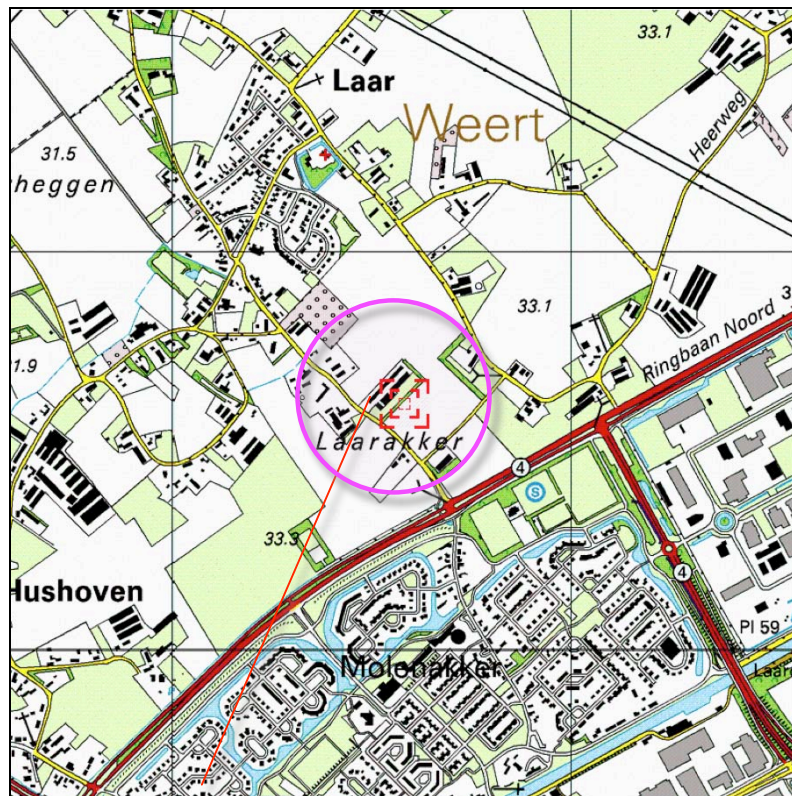 33.1
Laar
Weert
Heerweg
31.5
heggen
33.1
3
1.9
Ringbaan Noord
Laarakker
4
S
33.3
4
Hushoven
Pl 59
Molenakker
Laar